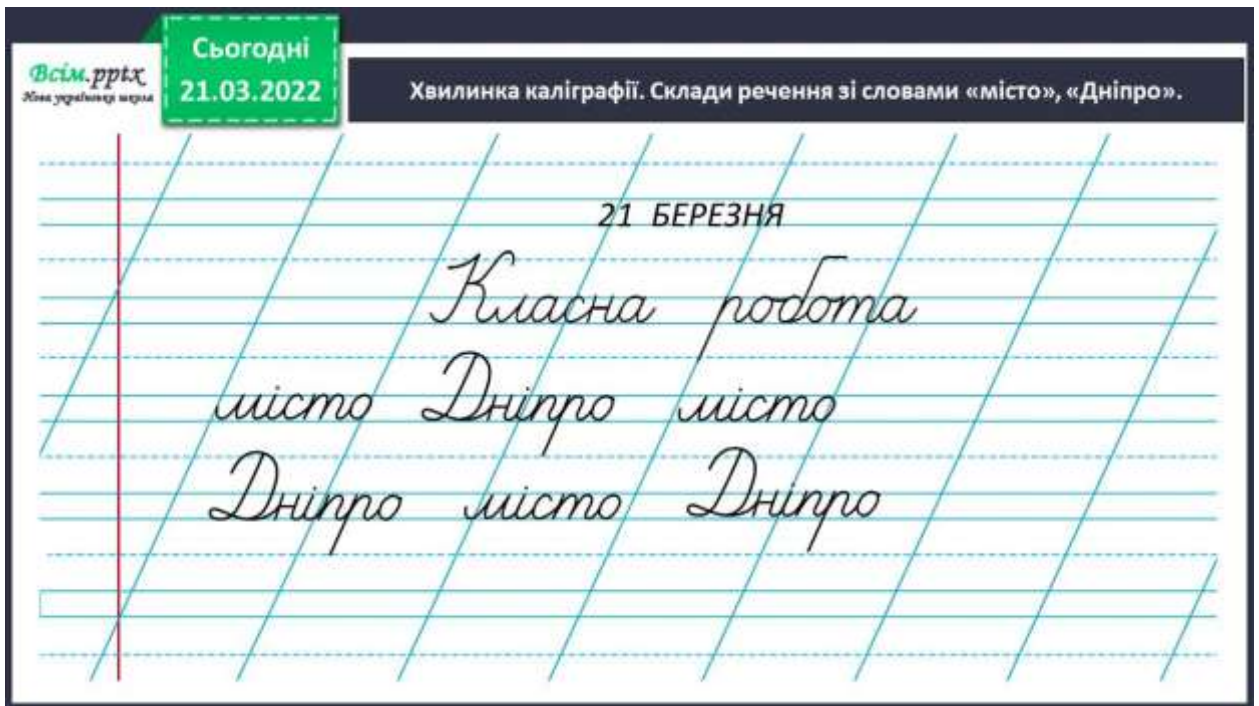 Сьогодні
21.03.2022
Всім.pptx
Нова українська школа
Хвилинка каліграфії. Склади речення зі словами «місто», «Дніпро».
21 БЕРЕЗНЯ
Класна робота
місто Дніпро місто
Дніпро місто Дніпро